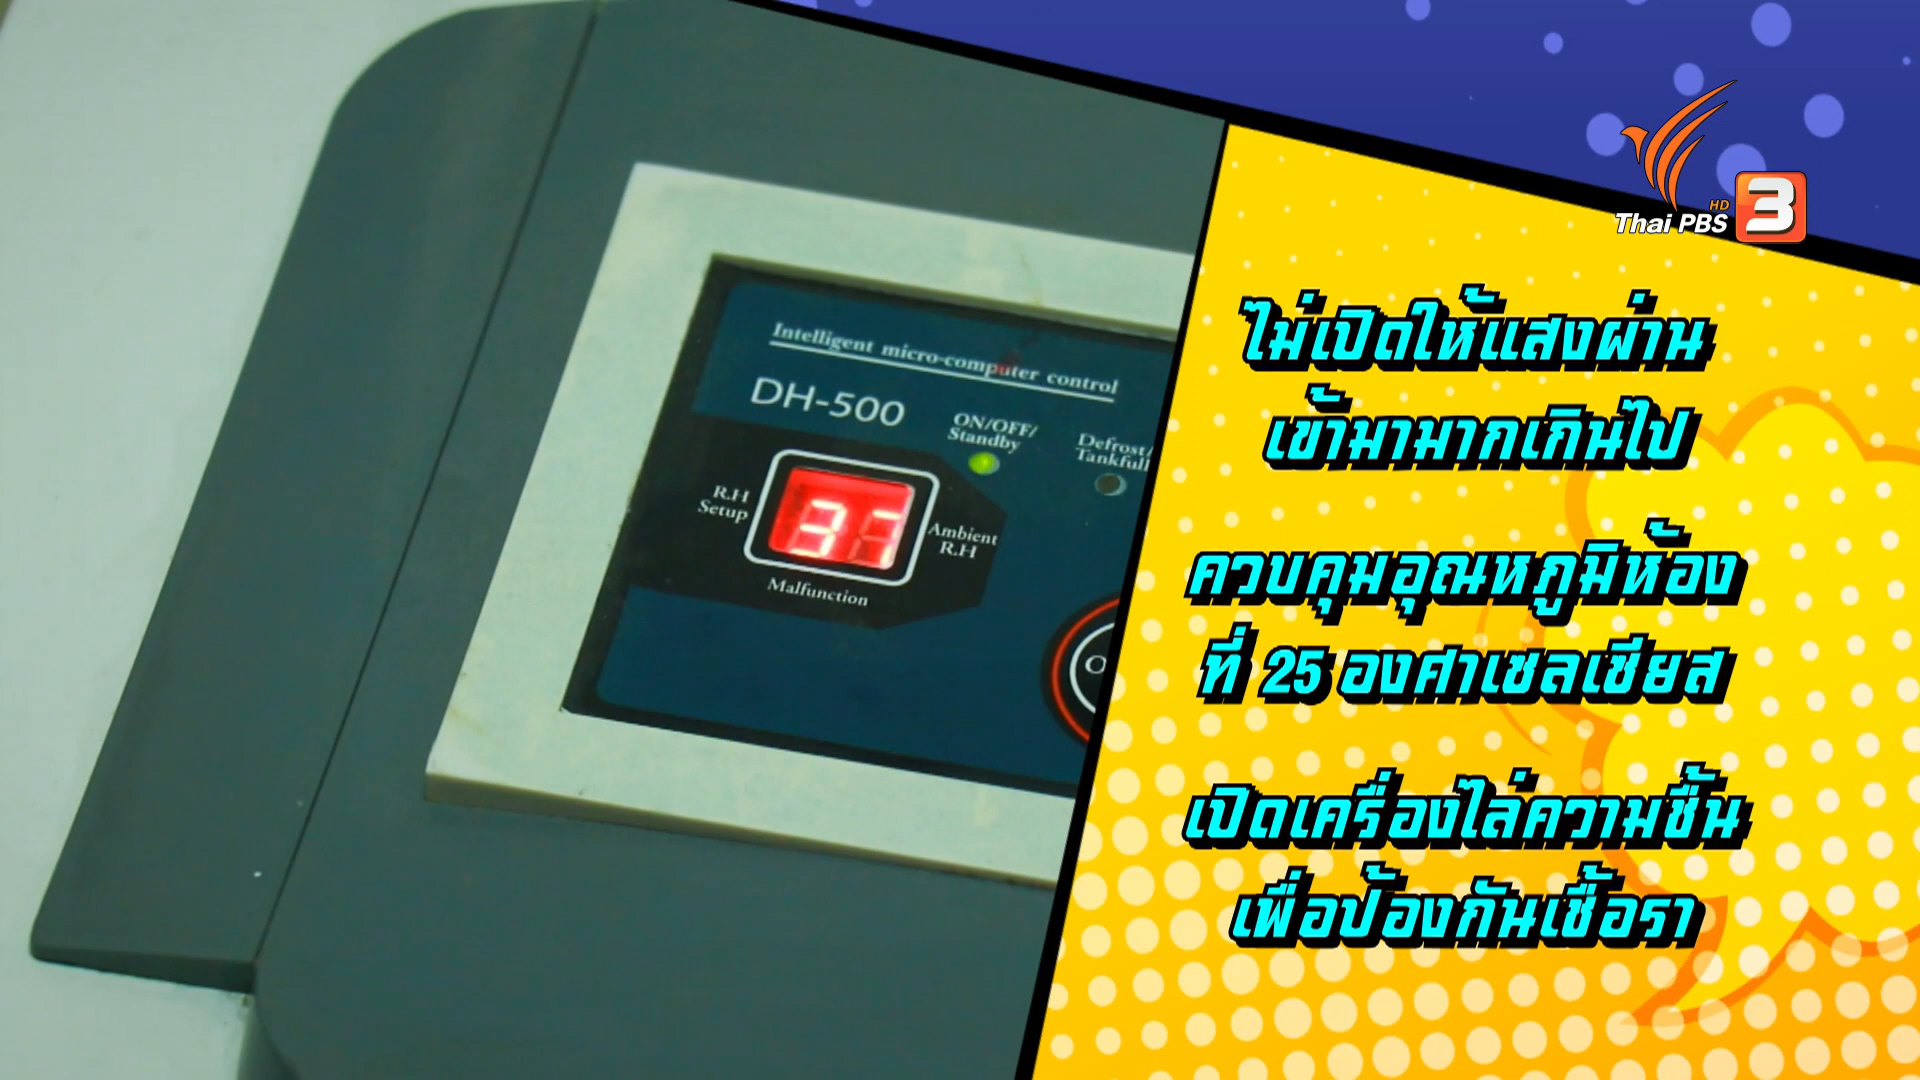 Intelligent micro-computer control
DH-500
ON/OFF/
Standby
Defrost/
Tankfull
R.H
Setup
37
Ambient
R.H
Malfunction
HD
Thai PBS 3
ไม่เปิดให้แสงผ่าน
เข้ามามากเกินไป
ควบคุมอุณหภูมิห้อง
ที่ 25 องศาเซลเซียส
เปิดเครื่องไล่ความชื้น
เพื่อป้องกันเชื้อรา